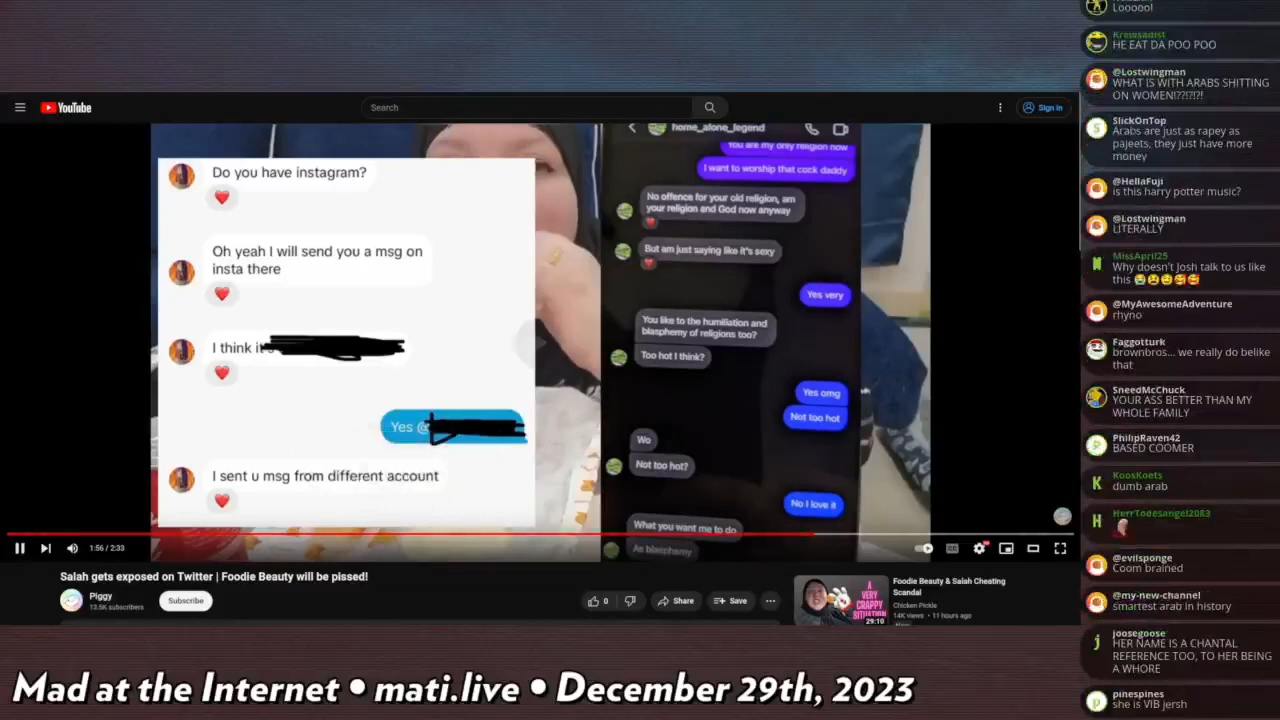 YouTube
Search
Sign in
Do you have instagram?
Oh yeah I will send you a msg on
insta there
I think it's
Yes @
I sent u msg from different account
home_alone_legend
You are my only religion now
I want to worship that cock daddy
No offence for your old religion, am
your religion and God now anyway
But am just saying like it's sexy
Yes very
You like to the humiliation and
blasphemy of religions too?
Too hot I think?
Yes omg
Not too hot
Wo
Not too hot?
No I love it
What you want me to do
As blasphemy
1:56 / 2:33
Salah gets exposed on Twitter | Foodie Beauty will be pissed!
Piggy
13.5K subscribers
Subscribe
0
Share
Save
A
VERY
CRAPPY
SITUATION
29:10
Foodie Beauty & Salah Cheating
Scandal
Chicken Pickle
14K views • 11 hours ago
New
Looool
Krewsadist
HE EAT DA POO POO
@Lostwingman
WHAT IS WITH ARABS SHITTING
ON WOMEN!??!?!?!
SlickOnTop
Arabs are just as rapey as
pajeets, they just have more
money
@HellaFuji
is this harry potter music?
@Lostwingman
LITERALLY
MissApril25
Why doesn't Josh talk to us like
this
@MyAwesomeAdventure
rhyno
Faggotturk
brownbros... we really do belike
that
SneedMcChuck
YOUR ASS BETTER THAN MY
WHOLE FAMILY
PhilipRaven42
BASED COOMER
KoosKoets
dumb arab
HerrTodesangel2083
@evilsponge
Coom brained
@my-new-channel
smartest arab in history
joosegoose
HER NAME IS A CHANTAL
REFERENCE TOO, TO HER BEING
A WHORE
pinespines
she is VIB jersh
Mad at the Internet • mati.live • December 29th, 2023